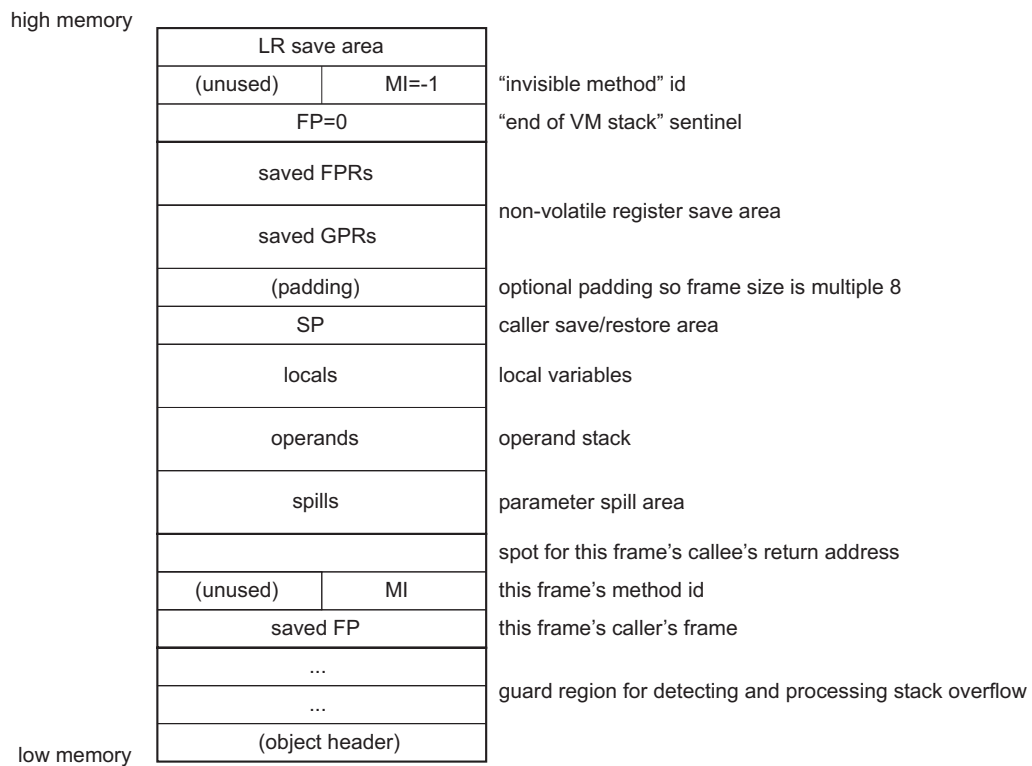 high memory
LR save area
(unused) MI=-1 “invisible method” id
FP=0 “end of VM stack” sentinel
saved FPRs
non-volatile register save area
saved GPRs
(padding) optional padding so frame size is multiple 8
SP caller save/restore area
locals local variables
operands operand stack
spills parameter spill area
spot for this frame’s callee’s return address
(unused) MI this frame’s method id
saved FP this frame’s caller’s frame
...
guard region for detecting and processing stack overflow
...
(object header)
low memory